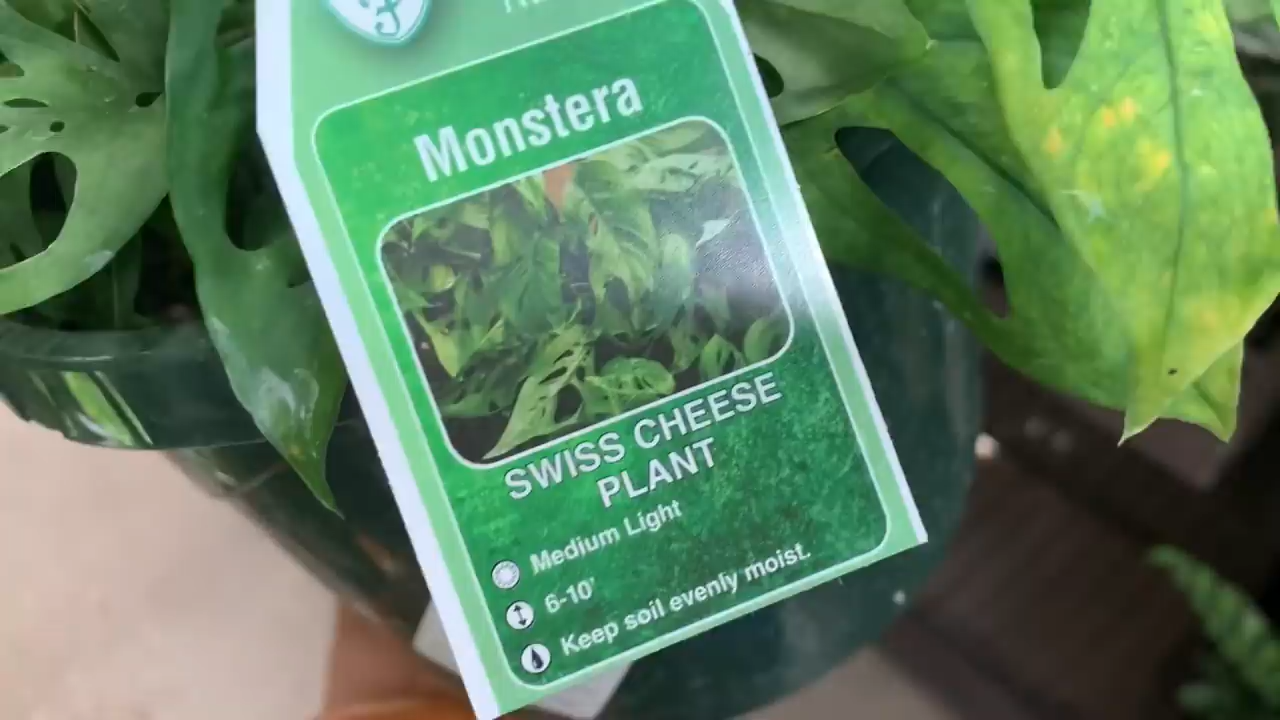 Monstera
SWISS CHEESE
PLANT
Medium Light
6-10'
Keep soil evenly moist.